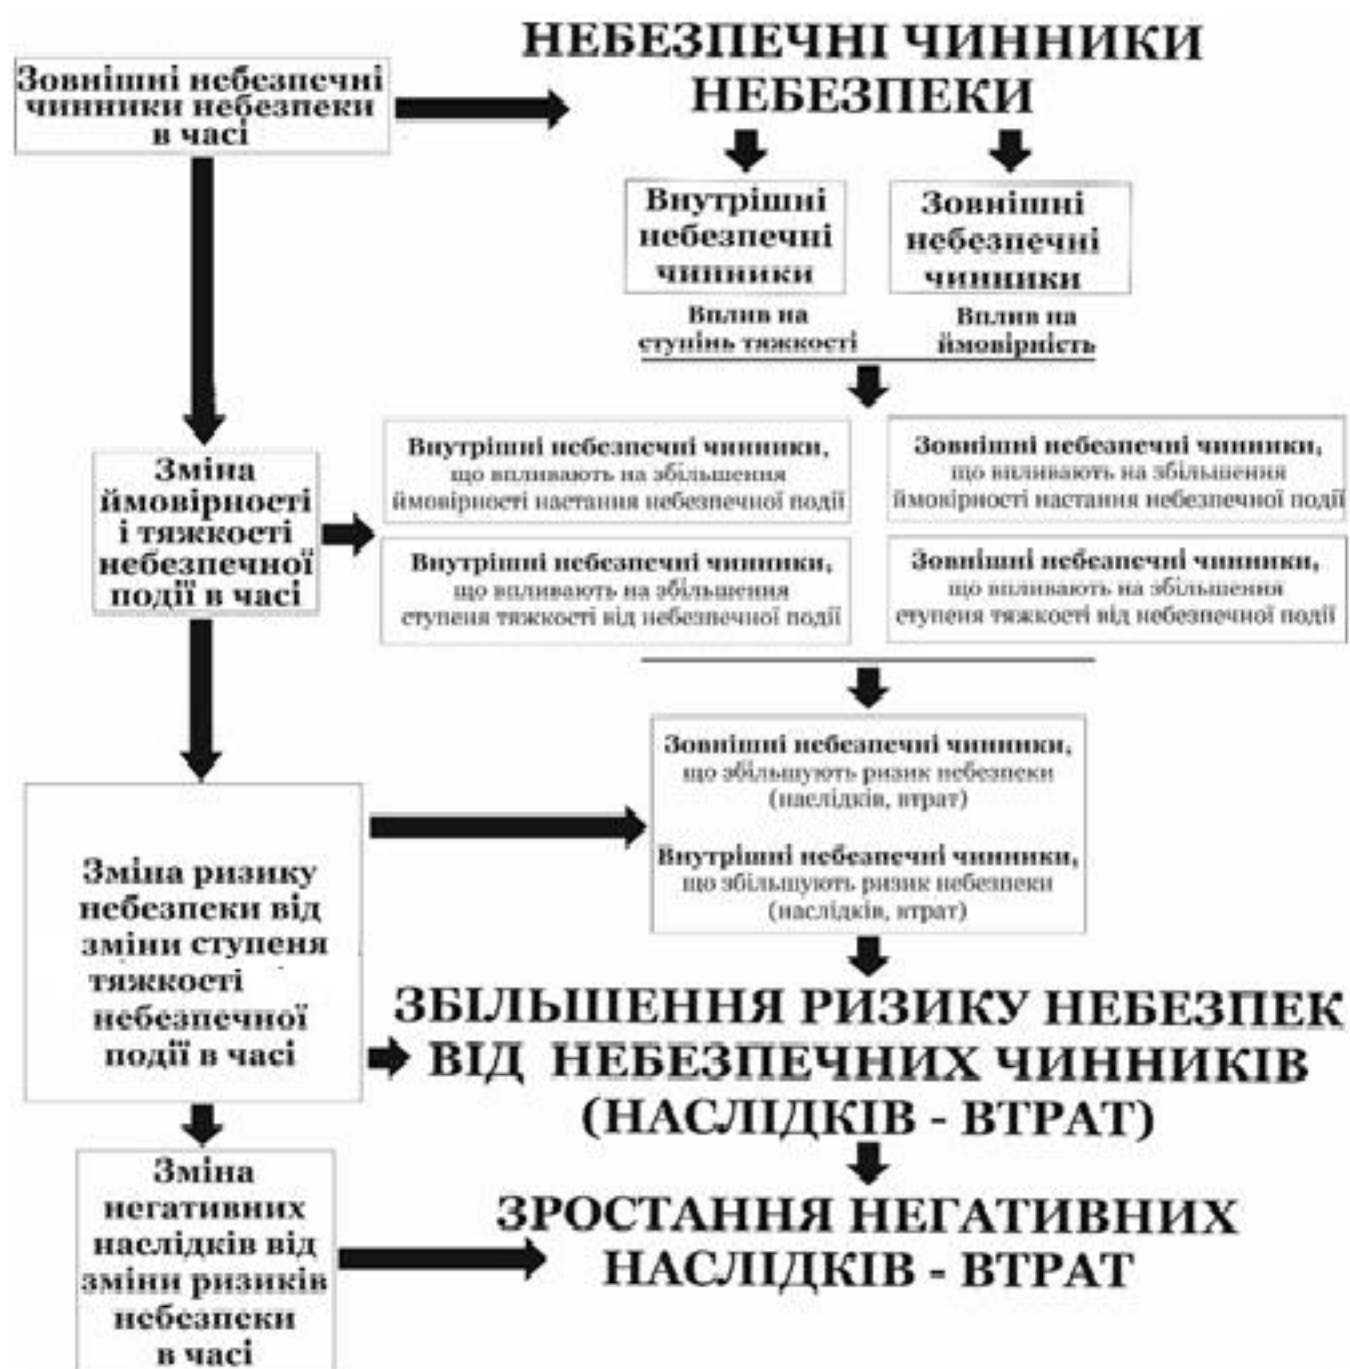 НЕБЕЗПЕЧНІ ЧИННИКИ
НЕБЕЗПЕКИ
Зовнішні небезпечні
чинники небезпеки
в часі
Внутрішні
небезпечні
чинники
Зовнішні
небезпечні
чинники
Вплив на
ступінь тяжкості
Вплив на
ймовірність
Зміна
ймовірності
і тяжкості
небезпечної
події в часі
Внутрішні небезпечні чинники,
що впливають на збільшення
ймовірності настання небезпечної події
Зовнішні небезпечні чинники,
що впливають на збільшення
ймовірності настання небезпечної події
Внутрішні небезпечні чинники,
що впливають на збільшення
ступеня тяжкості від небезпечної події
Зовнішні небезпечні чинники,
що впливають на збільшення
ступеня тяжкості від небезпечної події
Зовнішні небезпечні чинники,
що збільшують ризик небезпеки
(наслідків, втрат)
Внутрішні небезпечні чинники,
що збільшують ризик небезпеки
(наслідків, втрат)
Зміна ризику
небезпеки від
зміни ступеня
тяжкості
небезпечної
події в часі
ЗБІЛЬШЕННЯ РИЗИКУ НЕБЕЗПЕК
ВІД НЕБЕЗПЕЧНИХ ЧИННИКІВ
(НАСЛІДКІВ - ВТРАТ)
Зміна
негативних
наслідків від
зміни ризиків
небезпеки
в часі
ЗРОСТАННЯ НЕГАТИВНИХ
НАСЛІДКІВ - ВТРАТ